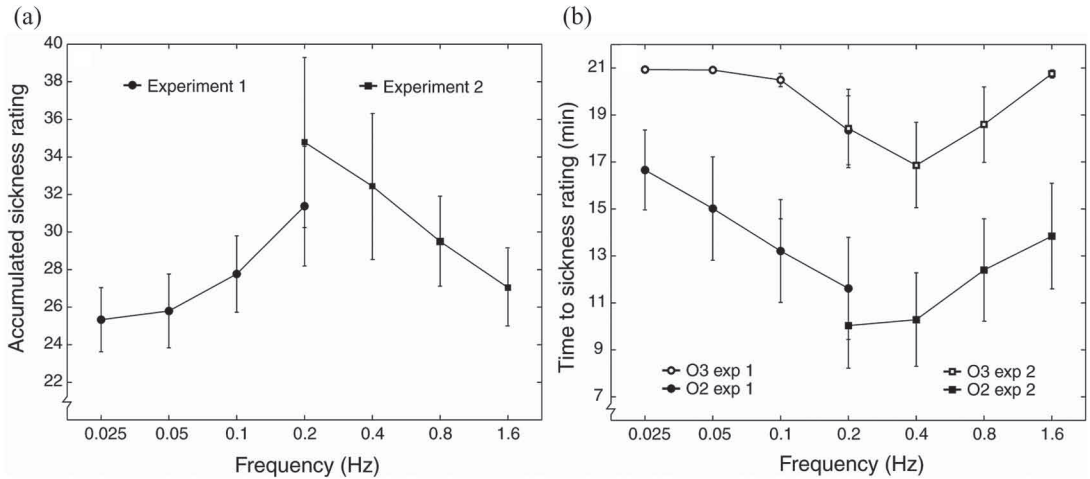 (a)
40
38
36
34
32
30
28
26
24
22
Accumulated sickness rating
Experiment 1
Experiment 2
0.025 0.05 0.1 0.2 0.4 0.8 1.6
Frequency (Hz)
(b)
21
19
17
15
13
11
9
7
Time to sickness rating (min)
O3 exp 1
O2 exp 1
O3 exp 2
O2 exp 2
0.025 0.05 0.1 0.2 0.4 0.8 1.6
Frequency (Hz)